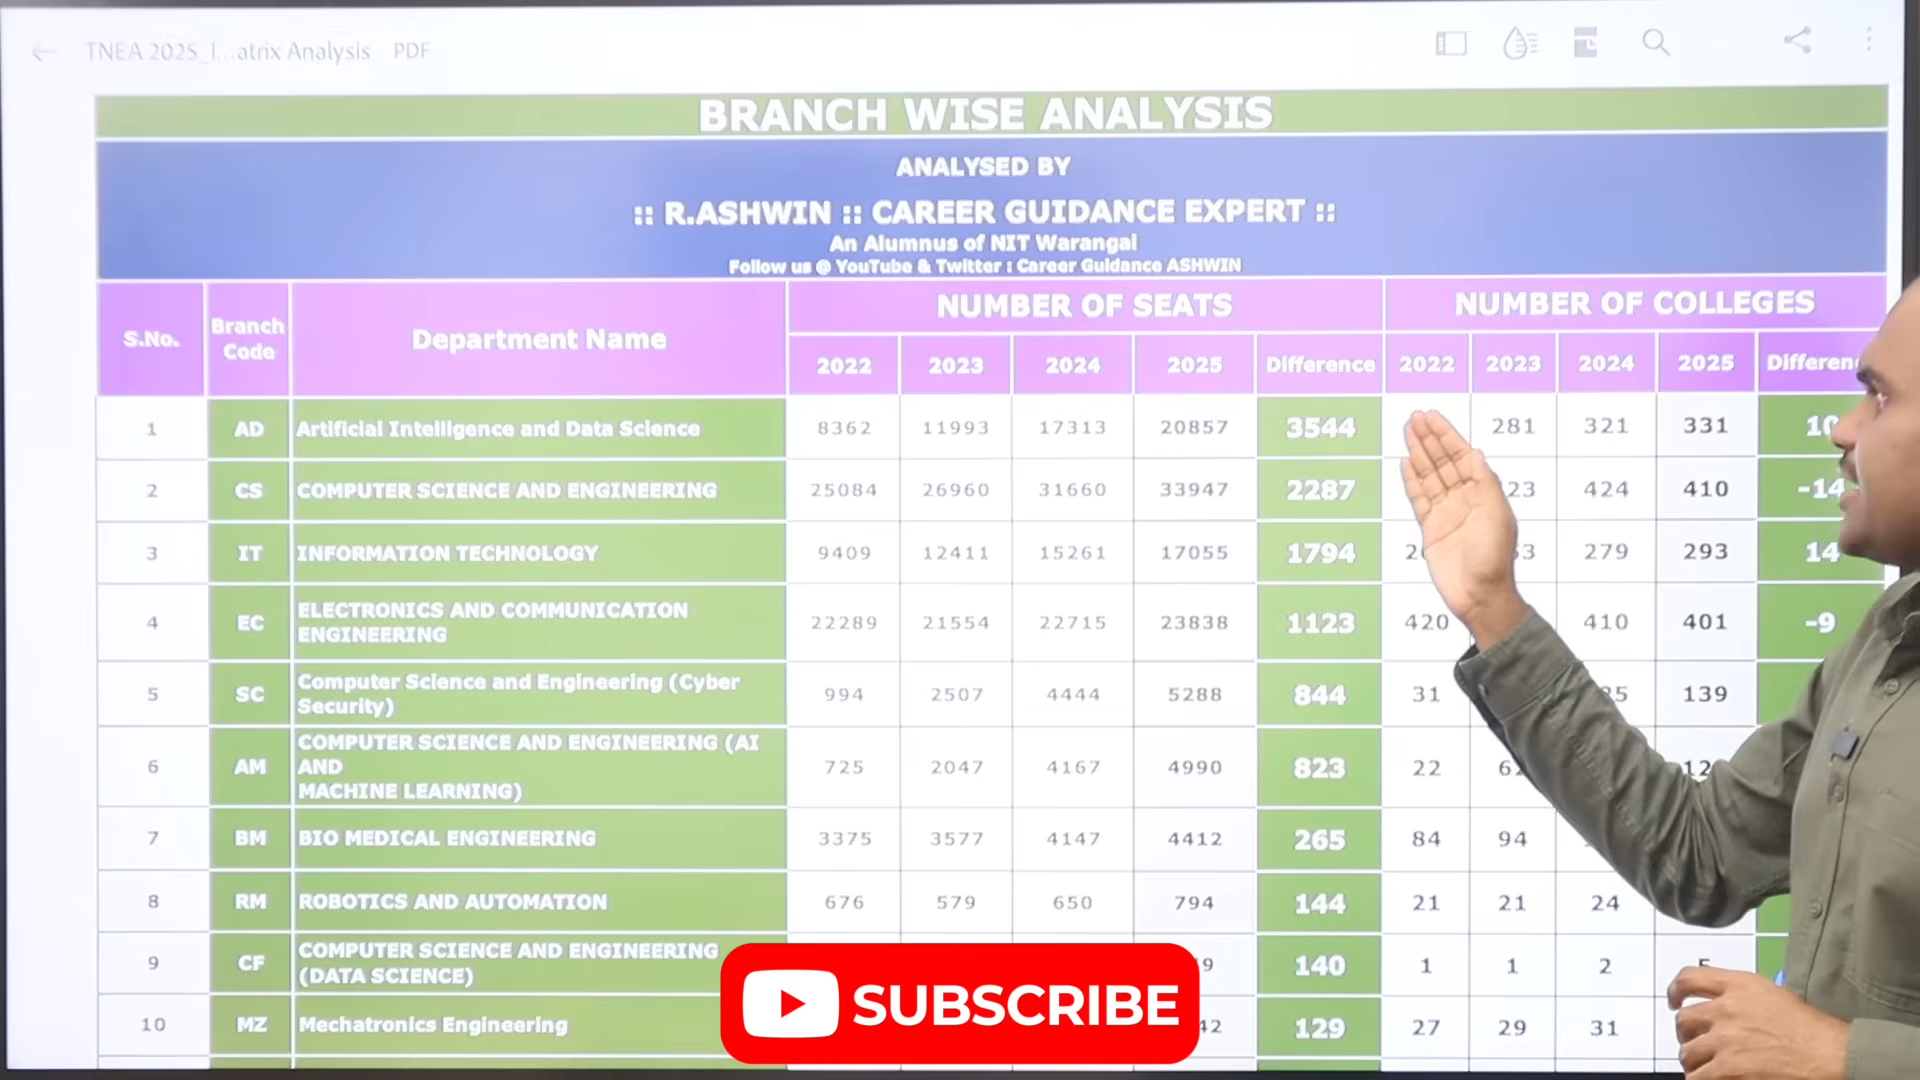 TNEA 2025_I...atrix Analysis PDF
BRANCH WISE ANALYSIS
ANALYSED BY
:: R.ASHWIN :: CAREER GUIDANCE EXPERT ::
An Alumnus of NIT Warangal
Follow us @ YouTube & Twitter : Career Guidance ASHWIN
S.No. Branch Code Department Name NUMBER OF SEATS NUMBER OF COLLEGES
2022 2023 2024 2025 Difference 2022 2023 2024 2025
1 AD Artificial Intelligence and Data Science 8362 11993 17313 20857 3544 281 321 331 10
2 CS COMPUTER SCIENCE AND ENGINEERING 25084 26960 31660 33947 2287 424 410 -14
3 IT INFORMATION TECHNOLOGY 9409 12411 15261 17055 1794 279 293 14
4 EC ELECTRONICS AND COMMUNICATION
ENGINEERING 22289 21554 22715 23838 1123 420 410 401 -9
5 SC Computer Science and Engineering (Cyber
Security) 994 2507 4444 5288 844 31 139
6 AM COMPUTER SCIENCE AND ENGINEERING (AI
AND
MACHINE LEARNING) 725 2047 4167 4990 823 22
7 BM BIO MEDICAL ENGINEERING 3375 3577 4147 4412 265 84 94
8 RM ROBOTICS AND AUTOMATION 676 579 650 794 144 21 21 24
9 CF COMPUTER SCIENCE AND ENGINEERING
(DATA SCIENCE) 140 1 1 2
10 MZ Mechatronics Engineering 129 27 29 31
SUBSCRIBE